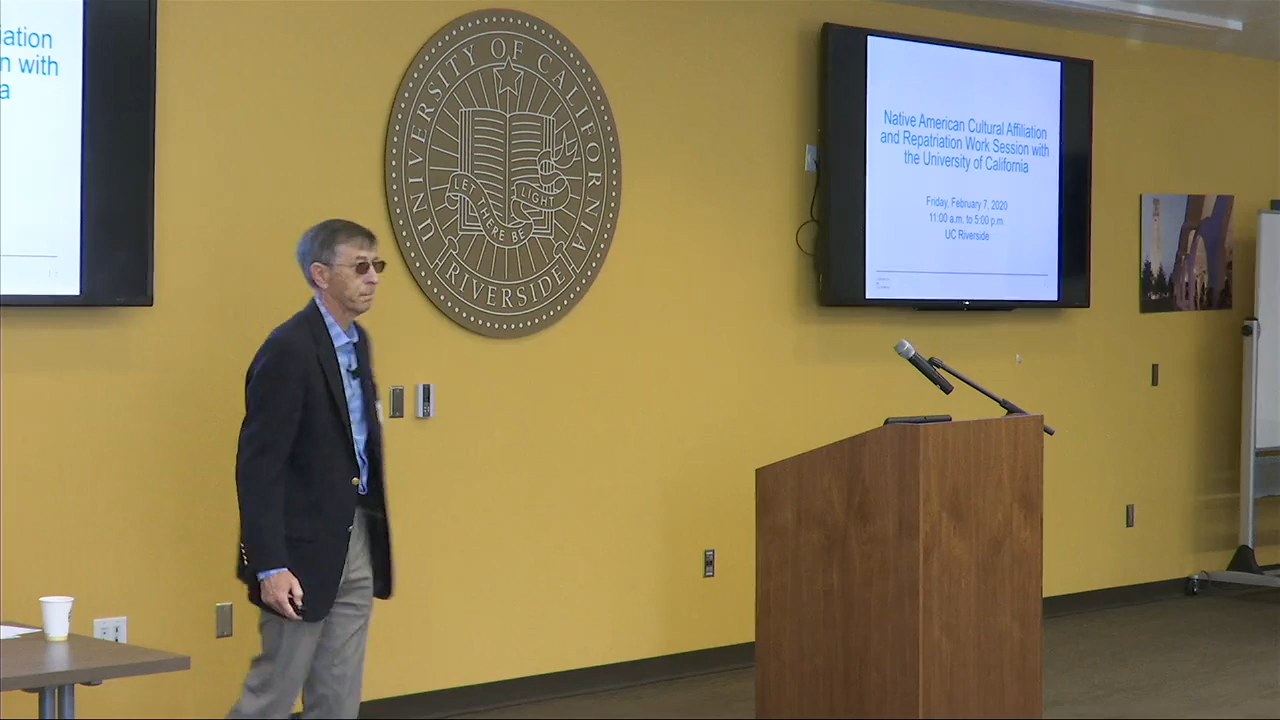 iation
n with
a
UNIVERSITY OF CALIFORNIA
LET THERE BE LIGHT
RIVERSIDE
Native American Cultural Affiliation
and Repatriation Work Session with
the University of California
Friday, February 7, 2020
11:00 a.m. to 5:00 p.m.
UC Riverside